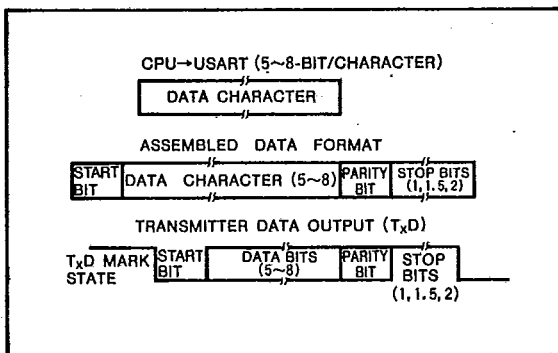 CPU→USART (5~8-BIT/CHARACTER)
DATA CHARACTER
ASSEMBLED DATA FORMAT
START BIT DATA CHARACTER (5~8) PARITY BIT STOP BITS (1, 1.5, 2)
TRANSMITTER DATA OUTPUT (TxD)
TxD MARK STATE START BIT DATA BITS (5~8) PARITY BIT STOP BITS (1, 1.5, 2)